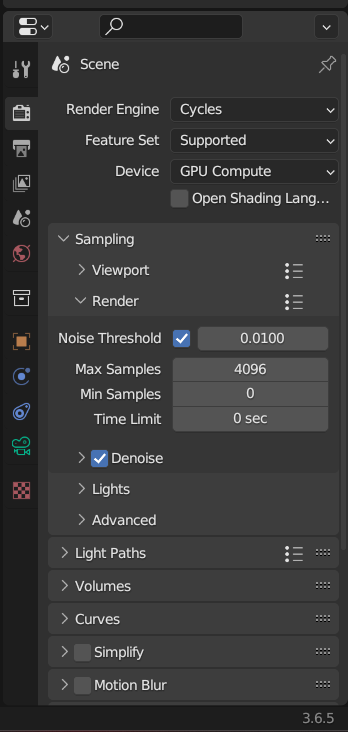 Scene
Render Engine Cycles
Feature Set Supported
Device GPU Compute
Open Shading Lang...
Sampling
Viewport
Render
Noise Threshold 0.0100
Max Samples 4096
Min Samples 0
Time Limit 0 sec
Denoise
Lights
Advanced
Light Paths
Volumes
Curves
Simplify
Motion Blur
3.6.5